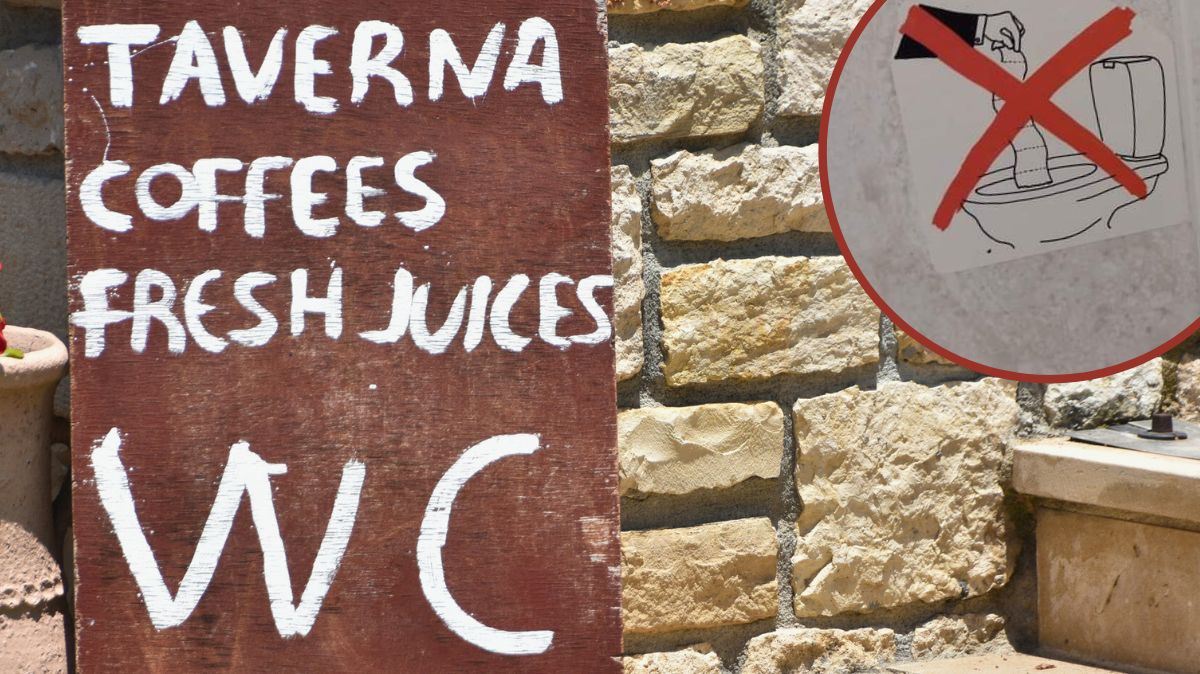 TAVERNA
COFFEES
FRESH JUICES
WC